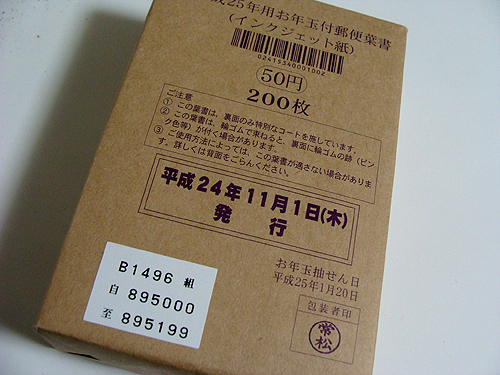 成25年用お年玉付郵便葉書
(インクジェット紙)
0241534000100Z
50円
200枚
ご注意
① この葉書は、裏面のみ特別なコートを施しています。
② この葉書は、輪ゴムで束ねると、裏面に輪ゴムの跡(ピン
ク色等)が付く場合があります。
③ ご使用方法によっては、この葉書が適さない場合がありま
す。詳しくは背面をごらんください。
平成24年11月1日(木)
発 行
お年玉抽せん日
平成25年1月20日
包装者印
常松
B1496 組
自 895000
至 895199